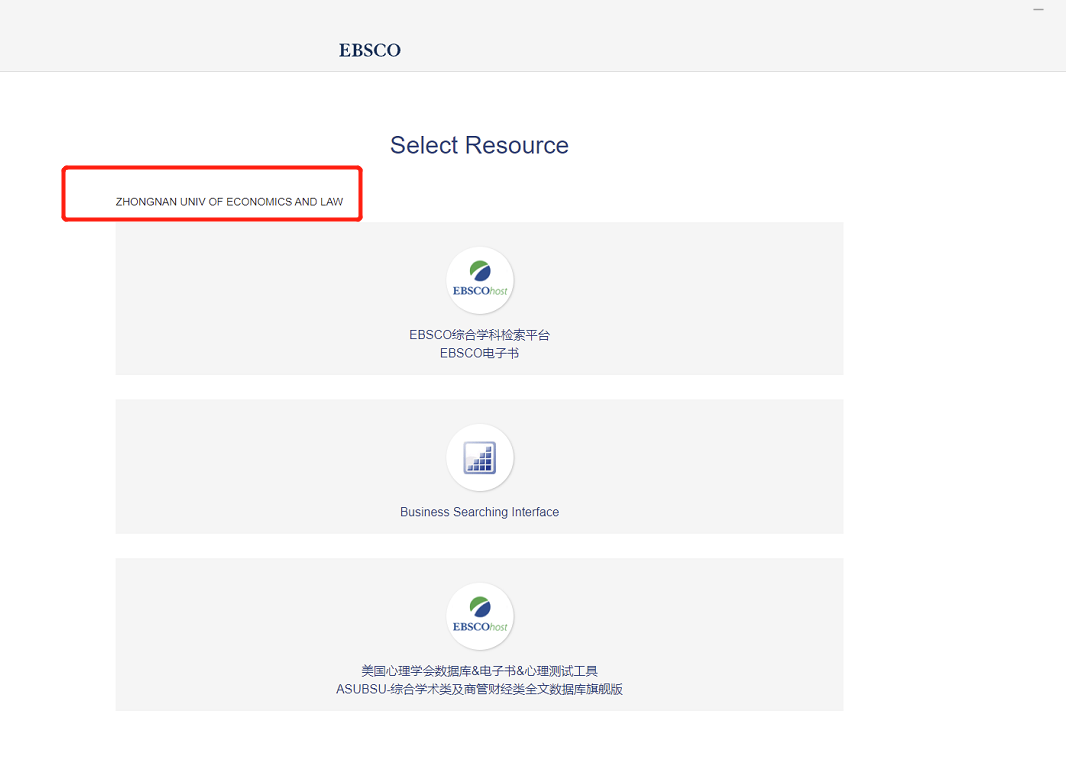 EBSCO
Select Resource
ZHONGNAN UNIV OF ECONOMICS AND LAW
EBSCOhost
EBSCO综合学科检索平台
EBSCO电子书
Business Searching Interface
EBSCOhost
美国心理学会数据库&电子书&心理测试工具
ASUBSU-综合学术类及商管财经类全文数据库旗舰版